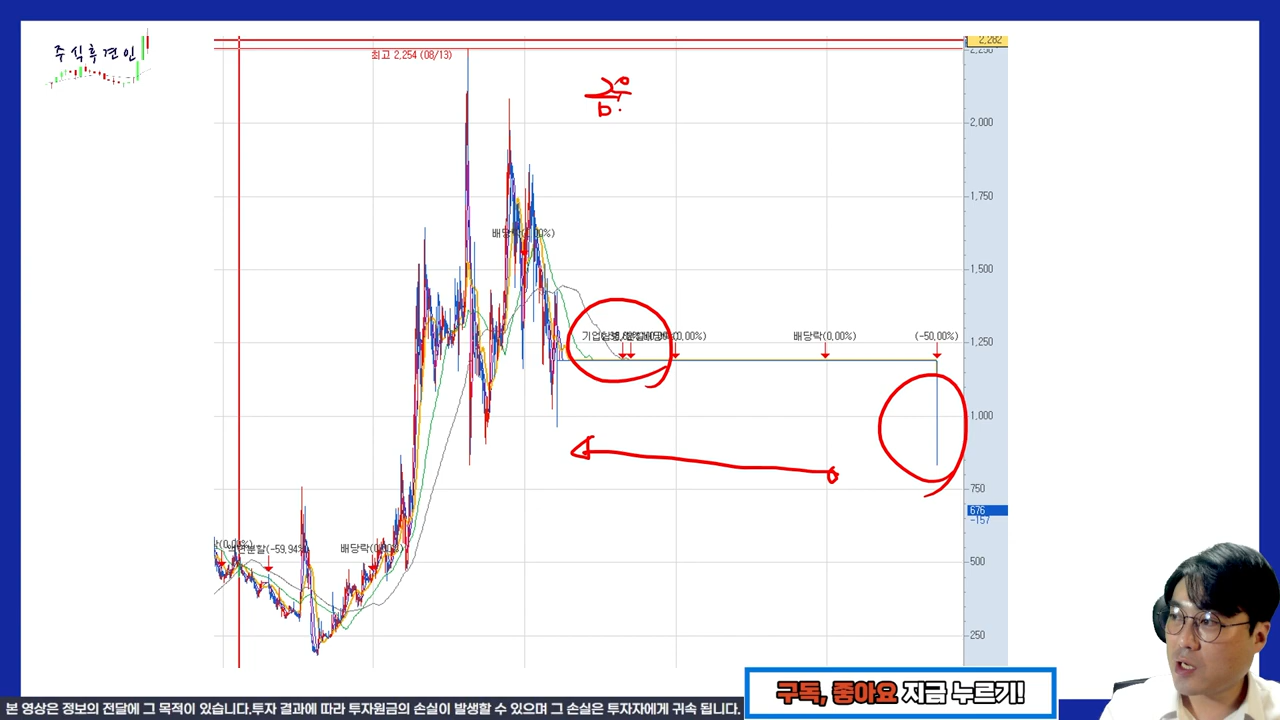 주식후견인
최고 2,254 (08/13)
2,282
2,250
2,000
1,750
배당락(0,00%)
1,500
배당락(0,00%)
(-50,00%)
1,250
1,000
750
676
-157
액면분할(-59,94%)
배당락(0,00%)
500
250
구독, 좋아요 지금 누르기!
본 영상은 정보의 전달에 그 목적이 있습니다.투자 결과에 따라 투자원금의 손실이 발생할 수 있으며 그 손실은 투자자에게 귀속 됩니다.